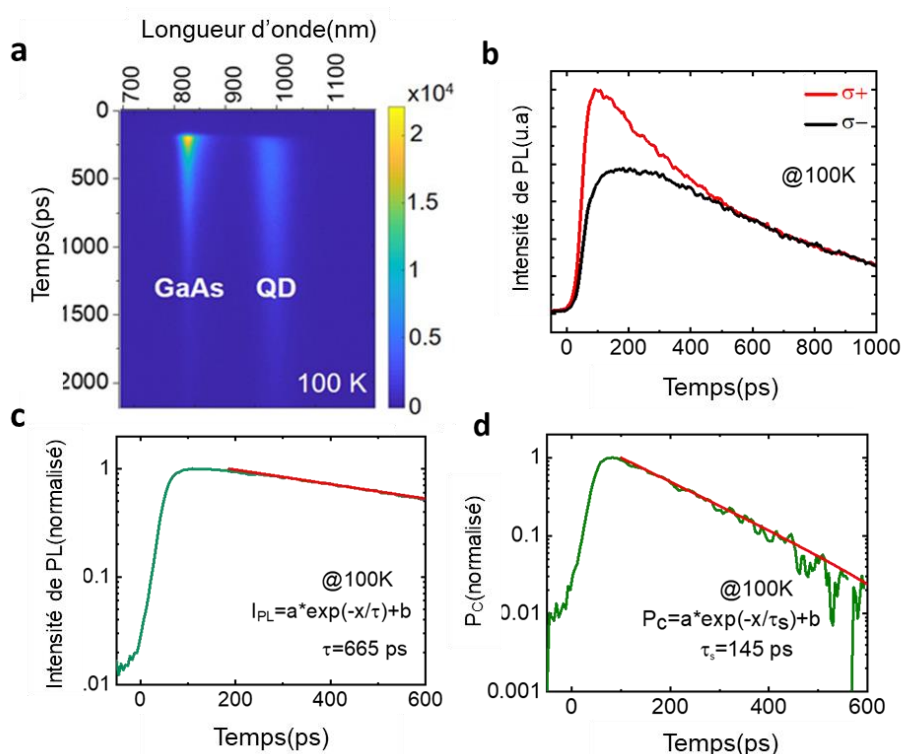 a
Longueur d'onde(nm)
700
800
900
1000
1100
Temps(ps)
0
500
1000
1500
2000
GaAs
QD
100 K
x10⁴
2
1.5
1
0.5
0
b
Intensité de PL(u.a)
σ+
σ−
@100K
0 200 400 600 800 1000
Temps(ps)
c
Intensité de PL(normalisé)
1
0.1
.01
@100K
I_PL=a*exp(-x/τ)+b
τ=665 ps
0 200 400 600
Temps(ps)
d
P_C(normalisé)
1
0.1
0.01
0.001
@100K
P_C=a*exp(-x/τ_S)+b
τ_s=145 ps
0 200 400 600
Temps(ps)